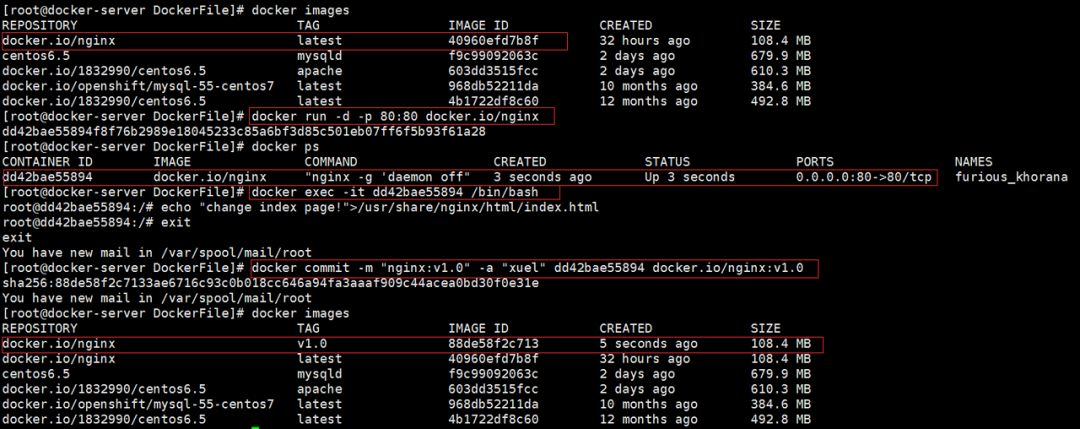 [root@docker-server DockerFile]# docker images
REPOSITORY TAG IMAGE ID CREATED SIZE
docker.io/nginx latest 40960efd7b8f 32 hours ago 108.4 MB
centos6.5 mysqld f9c99092063c 2 days ago 679.9 MB
docker.io/1832990/centos6.5 apache 603dd3515fcc 2 days ago 610.3 MB
docker.io/openshift/mysql-55-centos7 latest 968db52211da 10 months ago 384.6 MB
docker.io/1832990/centos6.5 latest 4b1722df8c60 12 months ago 492.8 MB
[root@docker-server DockerFile]# docker run -d -p 80:80 docker.io/nginx
dd42bae55894f8f76b2989e18045233c85a6bf3d85c501eb07ff6f5b93f61a28
[root@docker-server DockerFile]# docker ps
CONTAINER ID IMAGE COMMAND CREATED STATUS PORTS NAMES
dd42bae55894 docker.io/nginx "nginx -g 'daemon off" 3 seconds ago Up 3 seconds 0.0.0.0:80->80/tcp furious_khorana
[root@docker-server DockerFile]# docker exec -it dd42bae55894 /bin/bash
root@dd42bae55894:/# echo "change index page!">/usr/share/nginx/html/index.html
root@dd42bae55894:/# exit
exit
You have new mail in /var/spool/mail/root
[root@docker-server DockerFile]# docker commit -m "nginx:v1.0" -a "xuel" dd42bae55894 docker.io/nginx:v1.0
sha256:88de58f2c7133ae6716c93c0b018cc646a94fa3aaaf909c44acea0bd30f0e31e
You have new mail in /var/spool/mail/root
[root@docker-server DockerFile]# docker images
REPOSITORY TAG IMAGE ID CREATED SIZE
docker.io/nginx v1.0 88de58f2c713 5 seconds ago 108.4 MB
docker.io/nginx latest 40960efd7b8f 32 hours ago 108.4 MB
centos6.5 mysqld f9c99092063c 2 days ago 679.9 MB
docker.io/1832990/centos6.5 apache 603dd3515fcc 2 days ago 610.3 MB
docker.io/openshift/mysql-55-centos7 latest 968db52211da 10 months ago 384.6 MB
docker.io/1832990/centos6.5 latest 4b1722df8c60 12 months ago 492.8 MB